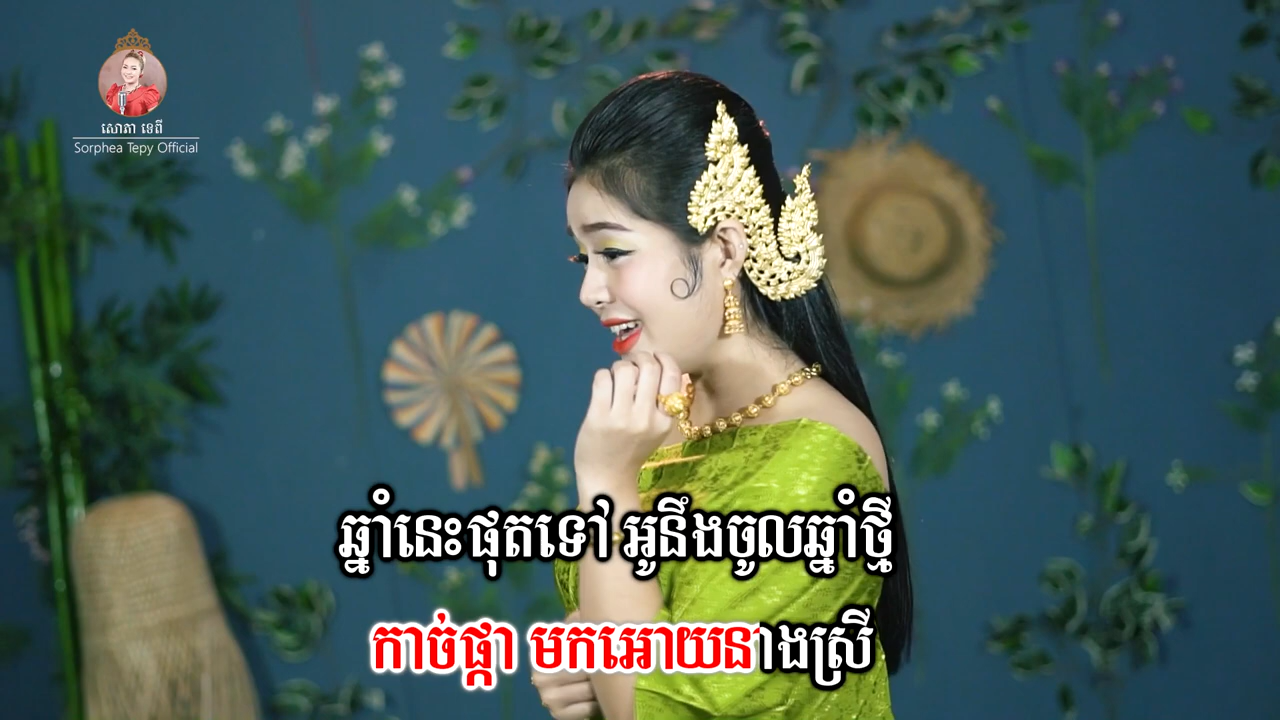 សោភា ទេពី
Sorphea Tepy Official
ឆ្នាំនេះផុតទៅ អូនឹងចូលឆ្នាំថ្មី
កាច់ផ្កា មកអោយនាងស្រី